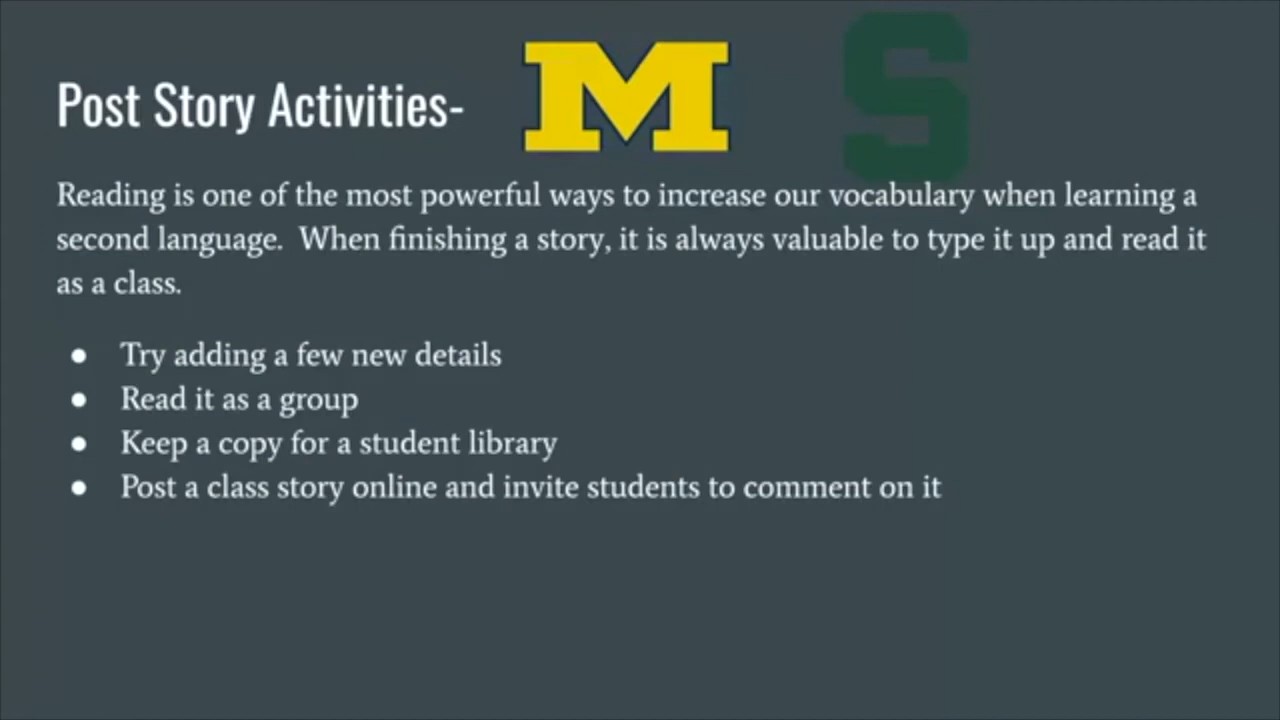 Post Story Activities-
M
S
Reading is one of the most powerful ways to increase our vocabulary when learning a
second language.  When finishing a story, it is always valuable to type it up and read it
as a class.
● Try adding a few new details
● Read it as a group
● Keep a copy for a student library
● Post a class story online and invite students to comment on it